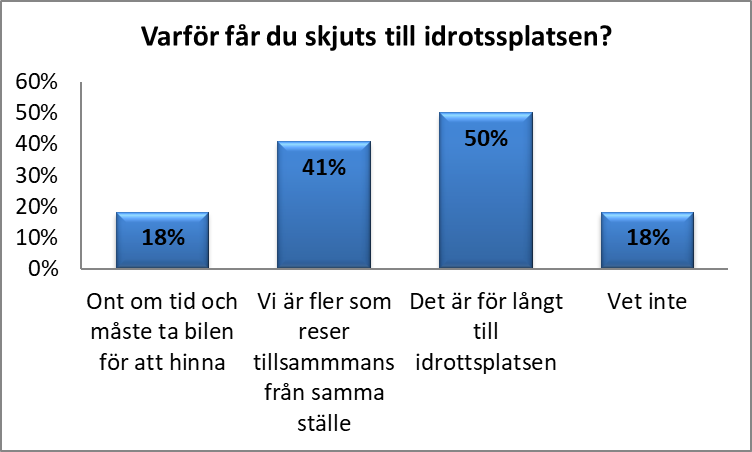 Varför får du skjuts till idrotssplatsen?
60%
50%
40%
30%
20%
10%
0%
18%
41%
50%
18%
Ont om tid och
måste ta bilen
för att hinna
Vi är fler som
reser
tillsammmans
från samma
ställe
Det är för långt
till
idrottsplatsen
Vet inte